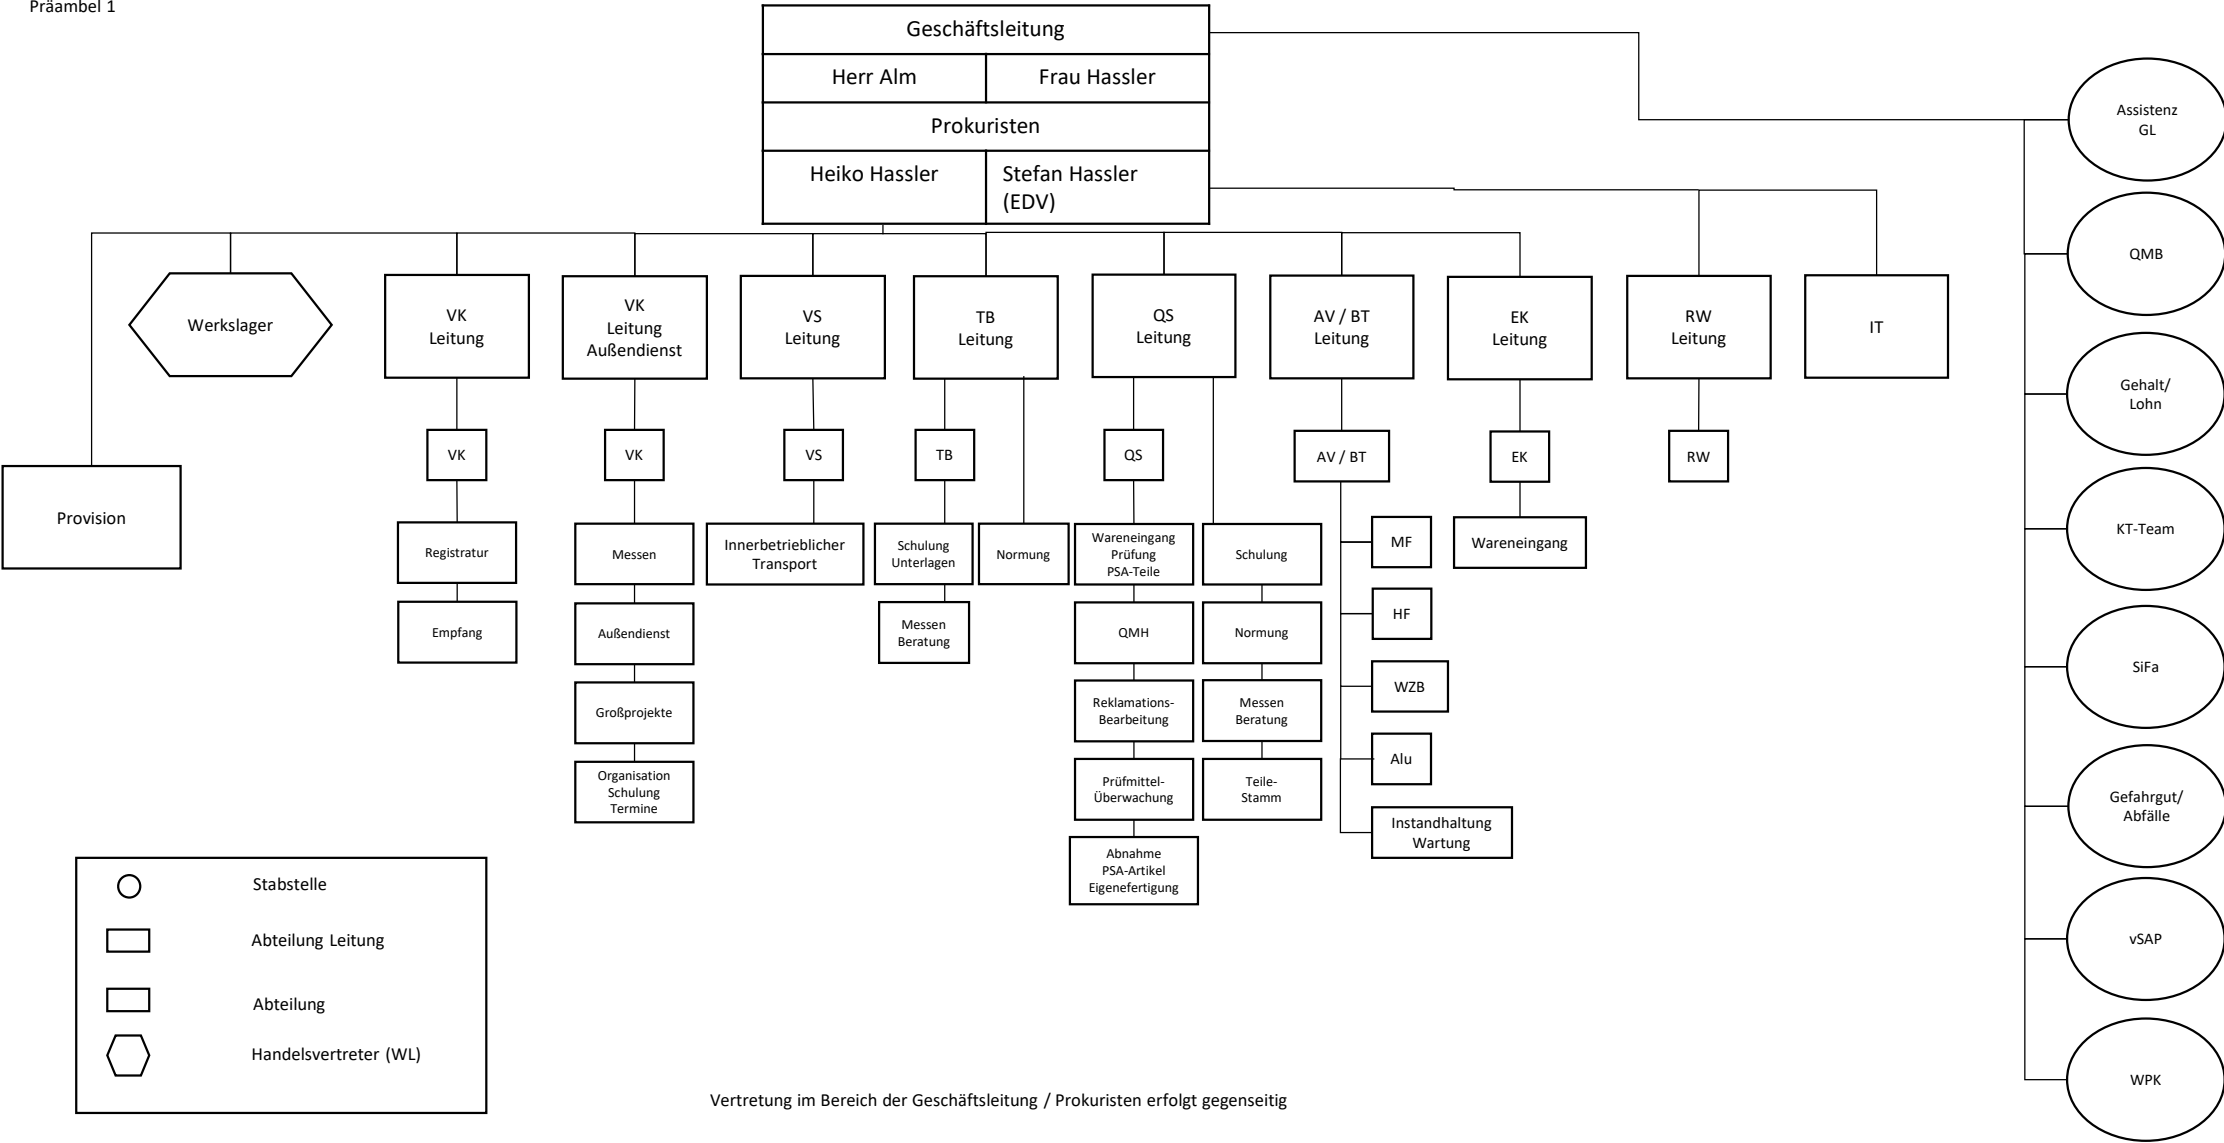 Präambel 1
Geschäftsleitung
Herr Alm
Frau Hassler
Prokuristen
Heiko Hassler
Stefan Hassler
(EDV)
Assistenz
GL
QMB
Gehalt/
Lohn
KT-Team
SiFa
Gefahrgut/
Abfälle
vSAP
WPK
Provision
Werkslager
VK
Leitung
VK
Registratur
Empfang
VK
Leitung
Außendienst
VK
Messen
Außendienst
Großprojekte
Organisation
Schulung
Termine
VS
Leitung
VS
Innerbetrieblicher
Transport
TB
Leitung
TB
Schulung
Unterlagen
Messen
Beratung
Normung
QS
Leitung
QS
Wareneingang
Prüfung
PSA-Teile
QMH
Reklamations-
Bearbeitung
Prüfmittel-
Überwachung
Abnahme
PSA-Artikel
Eigenefertigung
Schulung
Normung
Messen
Beratung
Teile-
Stamm
AV / BT
Leitung
AV / BT
MF
HF
WZB
Alu
Instandhaltung
Wartung
EK
Leitung
EK
Wareneingang
RW
Leitung
RW
IT
Stabstelle
Abteilung Leitung
Abteilung
Handelsvertreter (WL)
Vertretung im Bereich der Geschäftsleitung / Prokuristen erfolgt gegenseitig